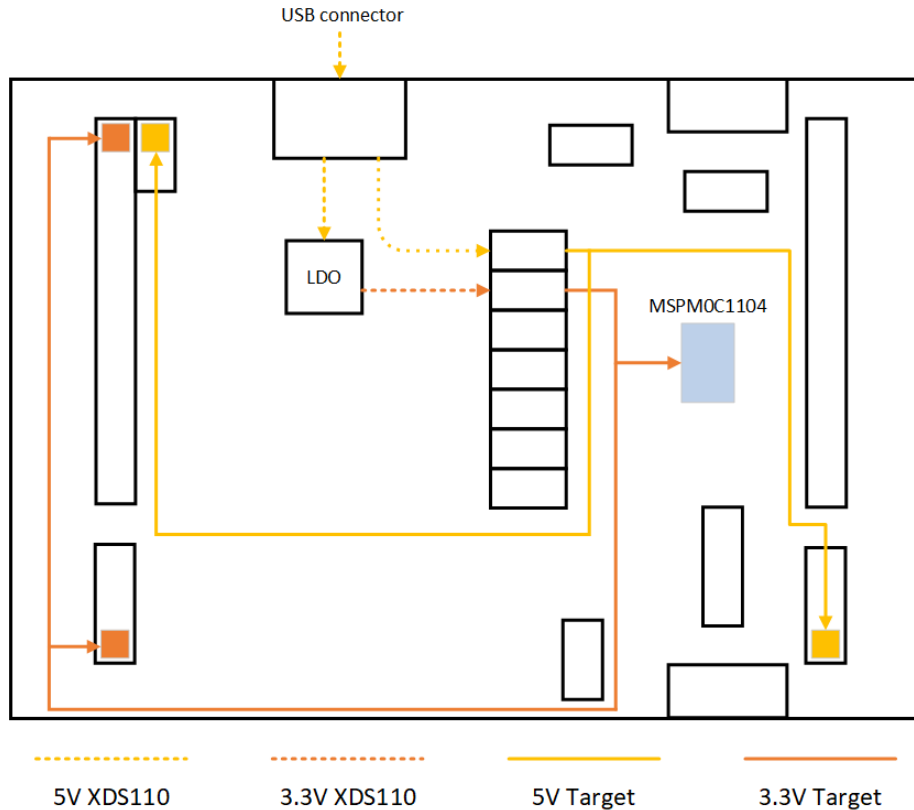 USB connector
LDO
MSPM0C1104
5V XDS110
3.3V XDS110
5V Target
3.3V Target